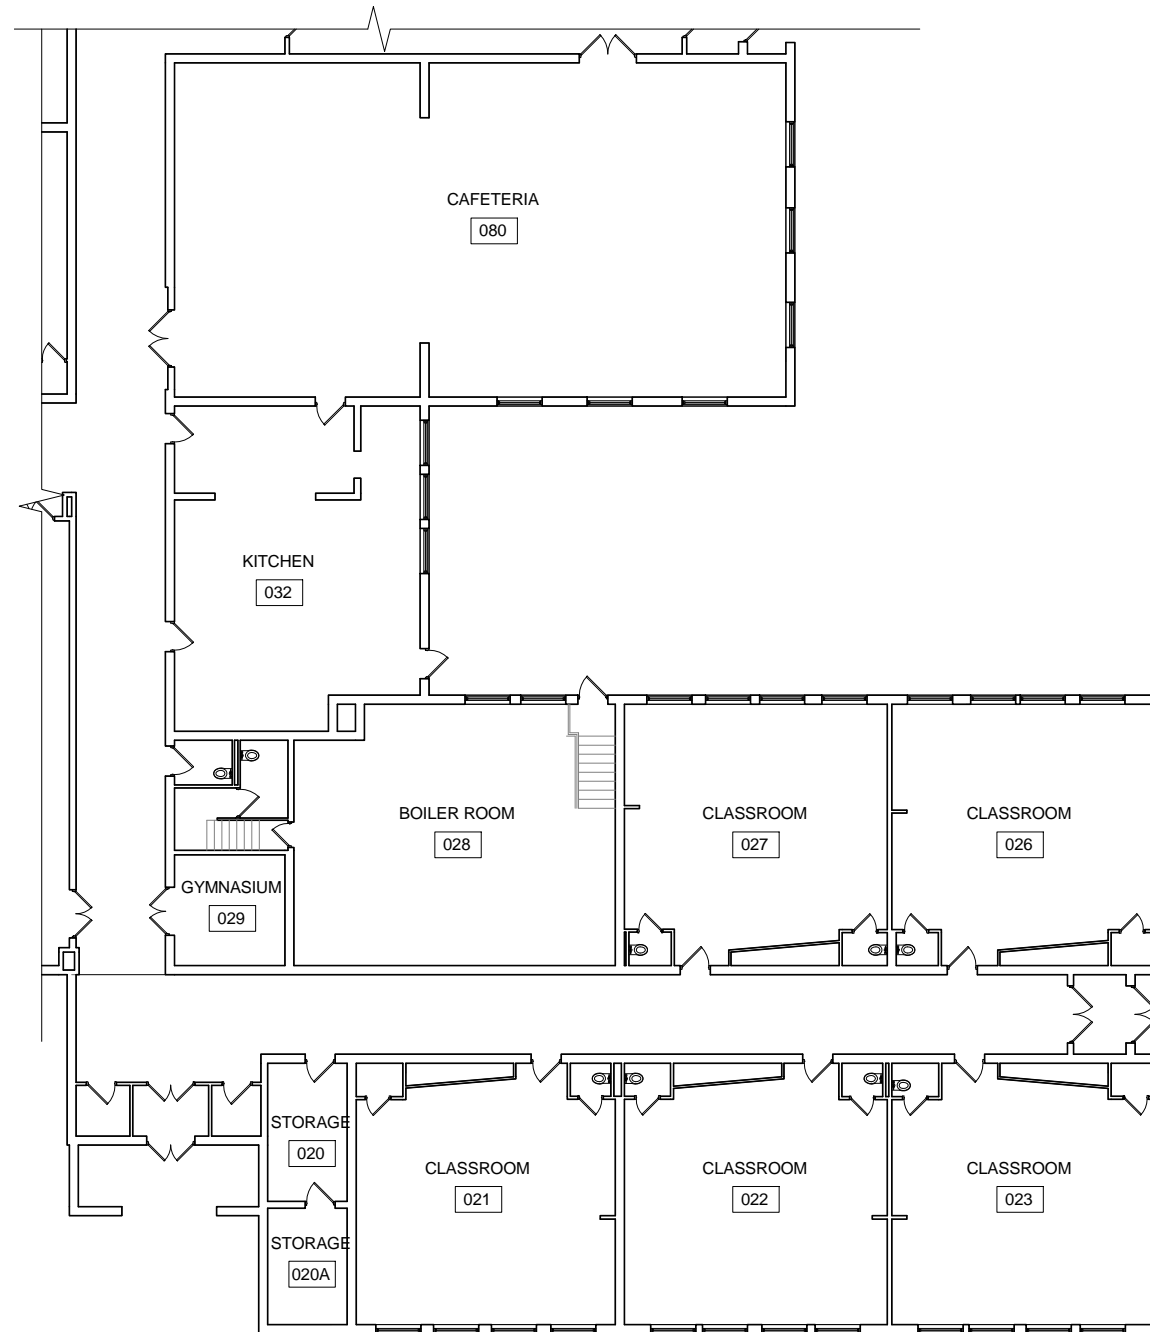 CAFETERIA
080
KITCHEN
032
BOILER ROOM
028
CLASSROOM
027
CLASSROOM
026
GYMNASIUM
029
STORAGE
020
CLASSROOM
021
CLASSROOM
022
CLASSROOM
023
STORAGE
020A